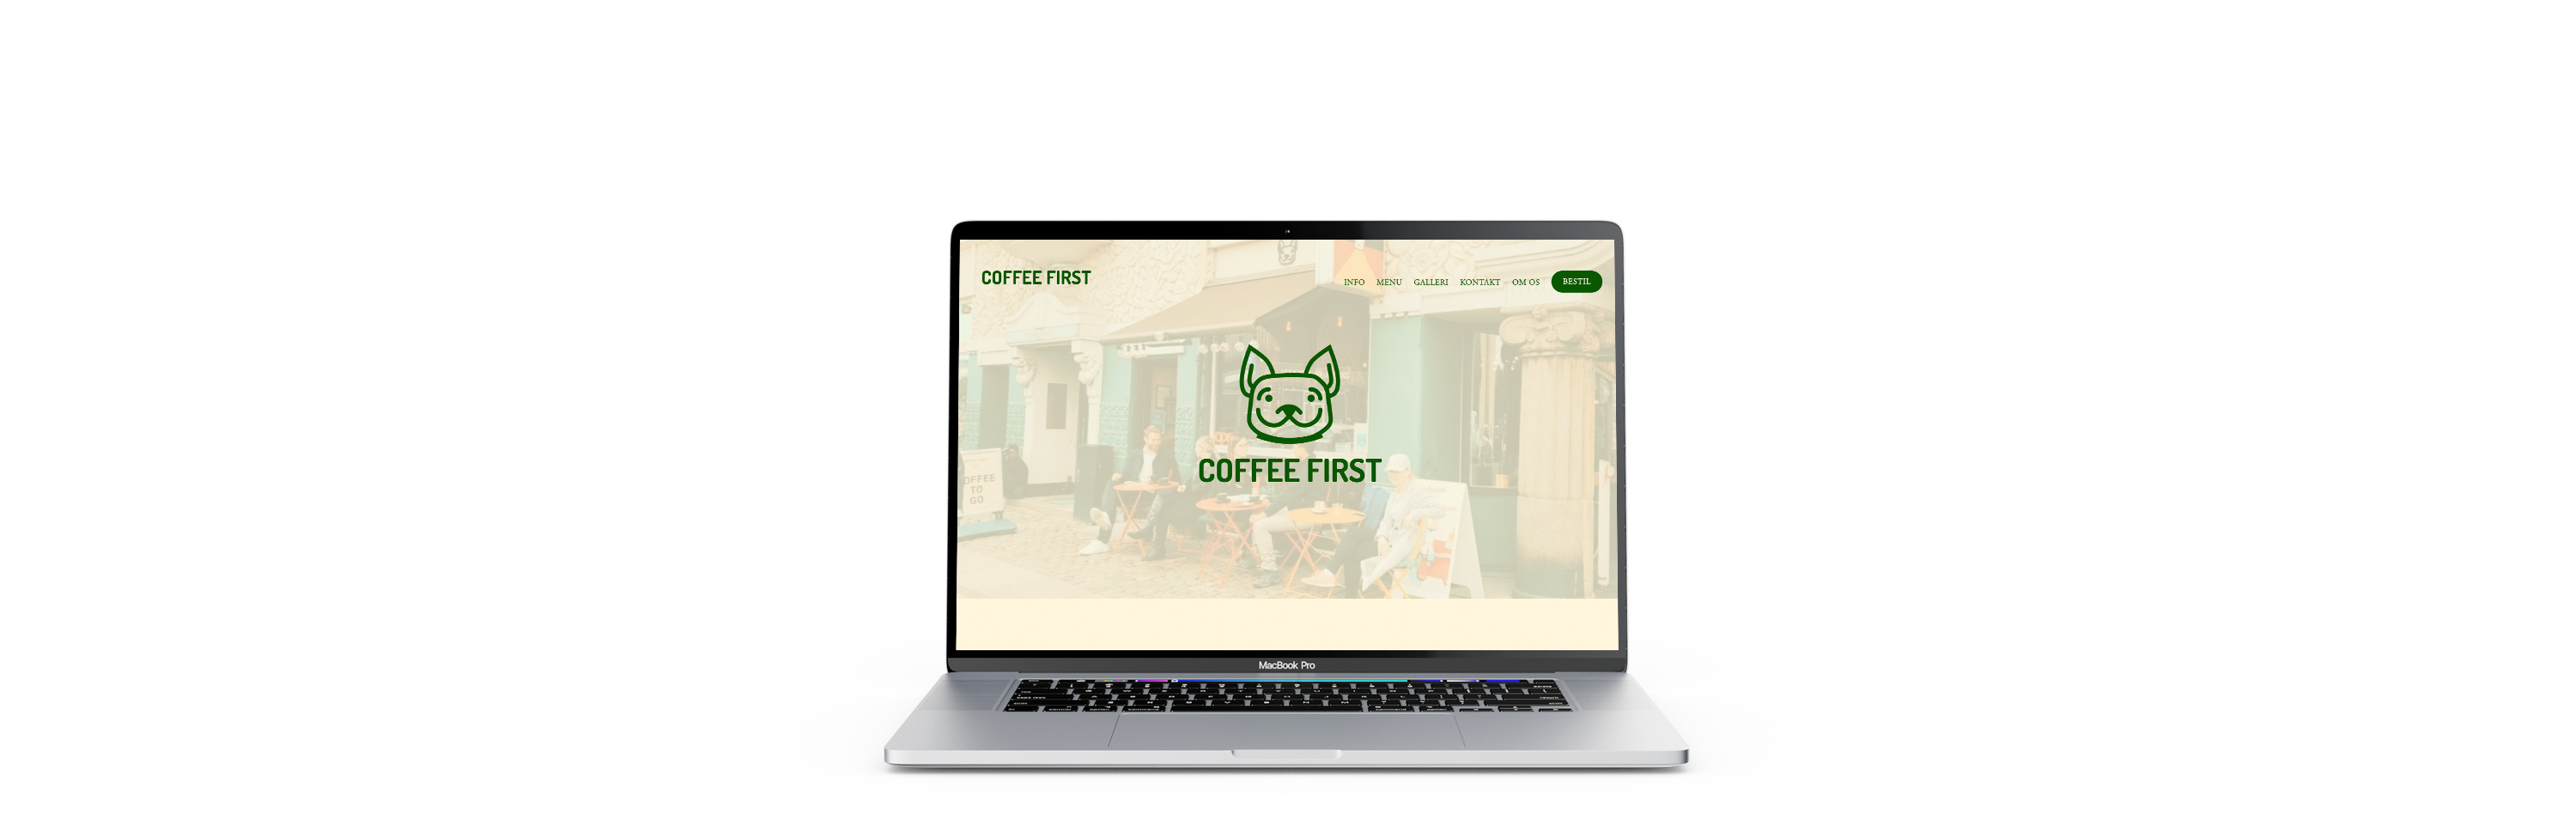 COFFEE FIRST
INFO MENU GALLERI KONTAKT OM OS BESTIL
COFFEE FIRST
OFFEE
TO
GO
MacBook Pro